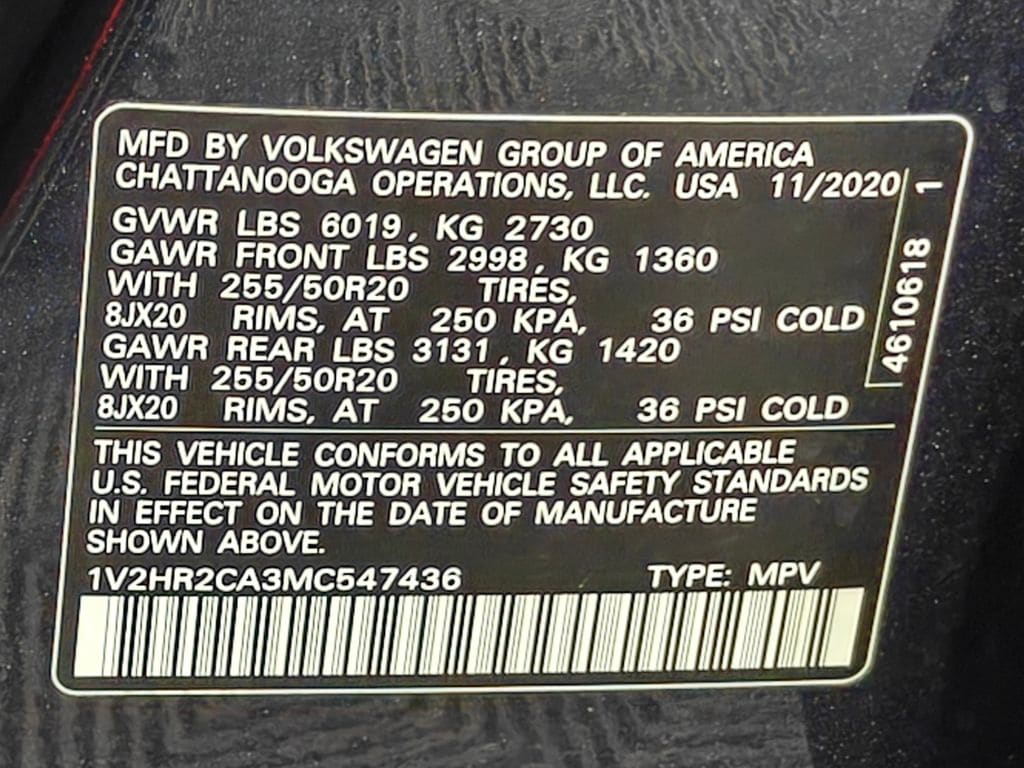 MFD BY VOLKSWAGEN GROUP OF AMERICA
CHATTANOOGA OPERATIONS, LLC. USA 11/2020
GVWR LBS 6019, KG 2730
GAWR FRONT LBS 2998, KG 1360
WITH 255/50R20 TIRES,
8JX20 RIMS, AT 250 KPA, 36 PSI COLD
GAWR REAR LBS 3131, KG 1420
WITH 255/50R20 TIRES,
8JX20 RIMS, AT 250 KPA, 36 PSI COLD
4610618 1
THIS VEHICLE CONFORMS TO ALL APPLICABLE
U.S. FEDERAL MOTOR VEHICLE SAFETY STANDARDS
IN EFFECT ON THE DATE OF MANUFACTURE
SHOWN ABOVE.
1V2HR2CA3MC547436 TYPE: MPV